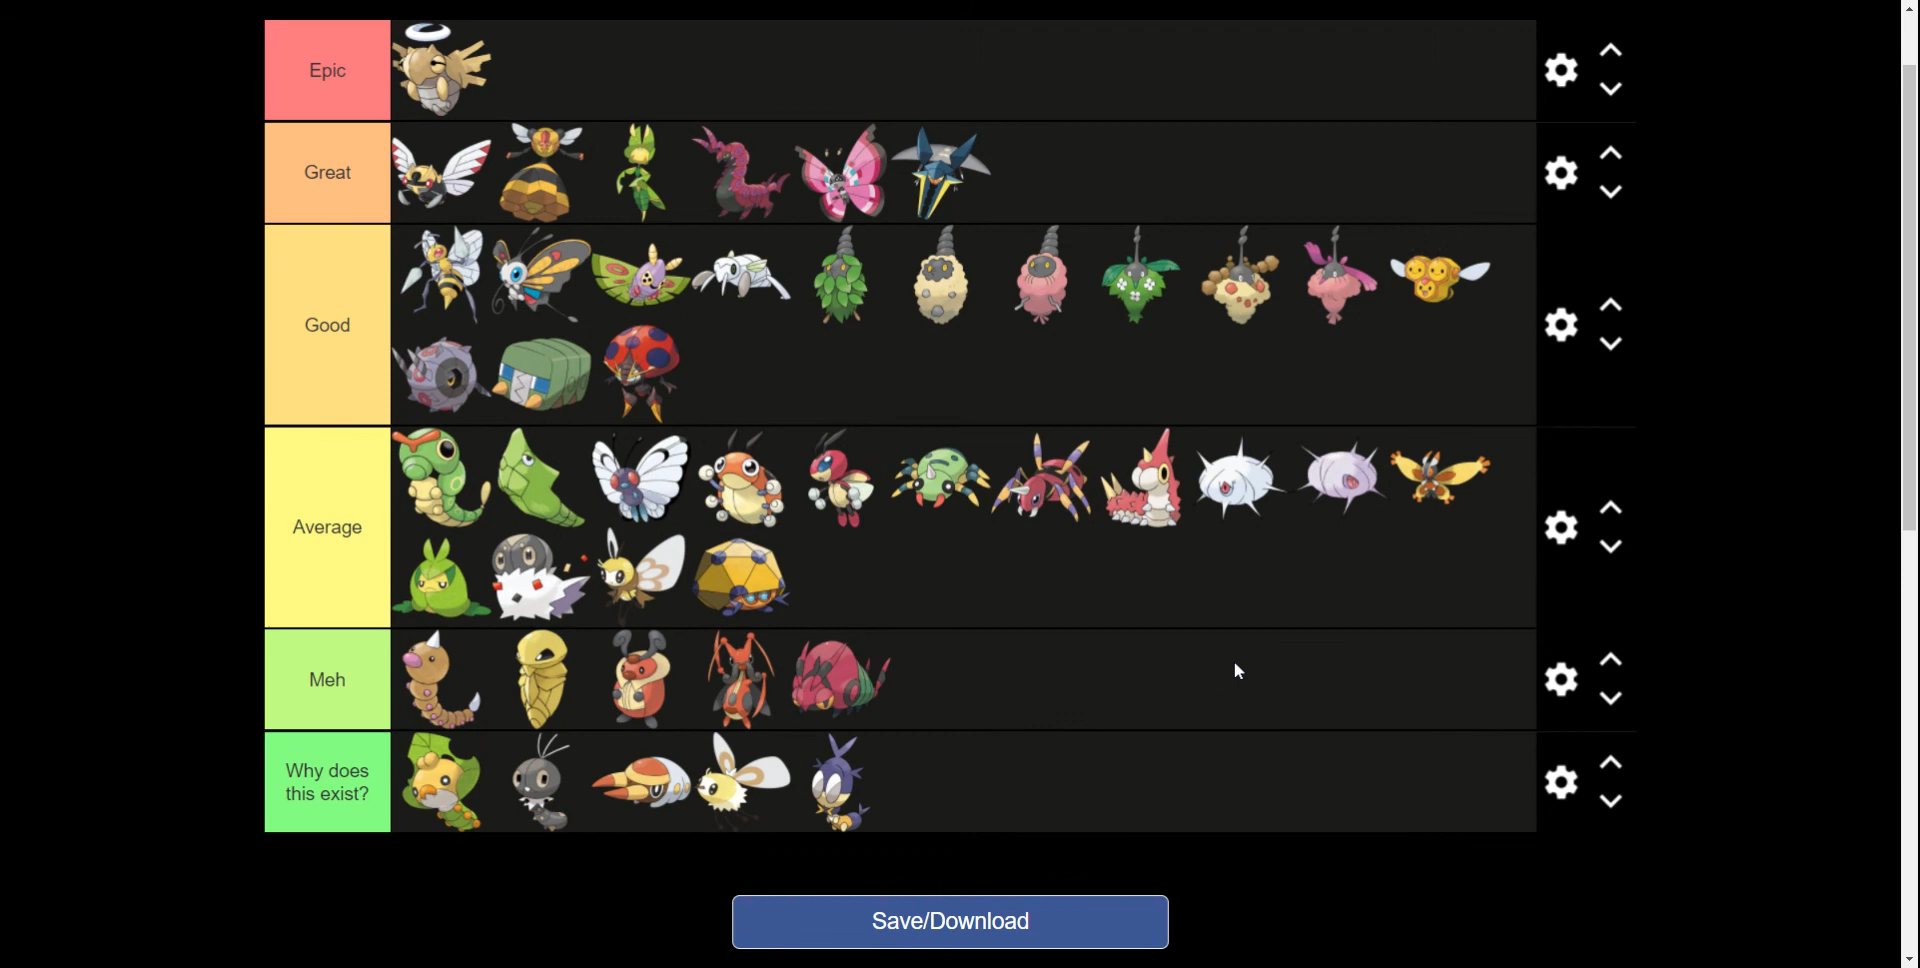 Epic
Great
Good
Average
Meh
Why does
this exist?
Save/Download